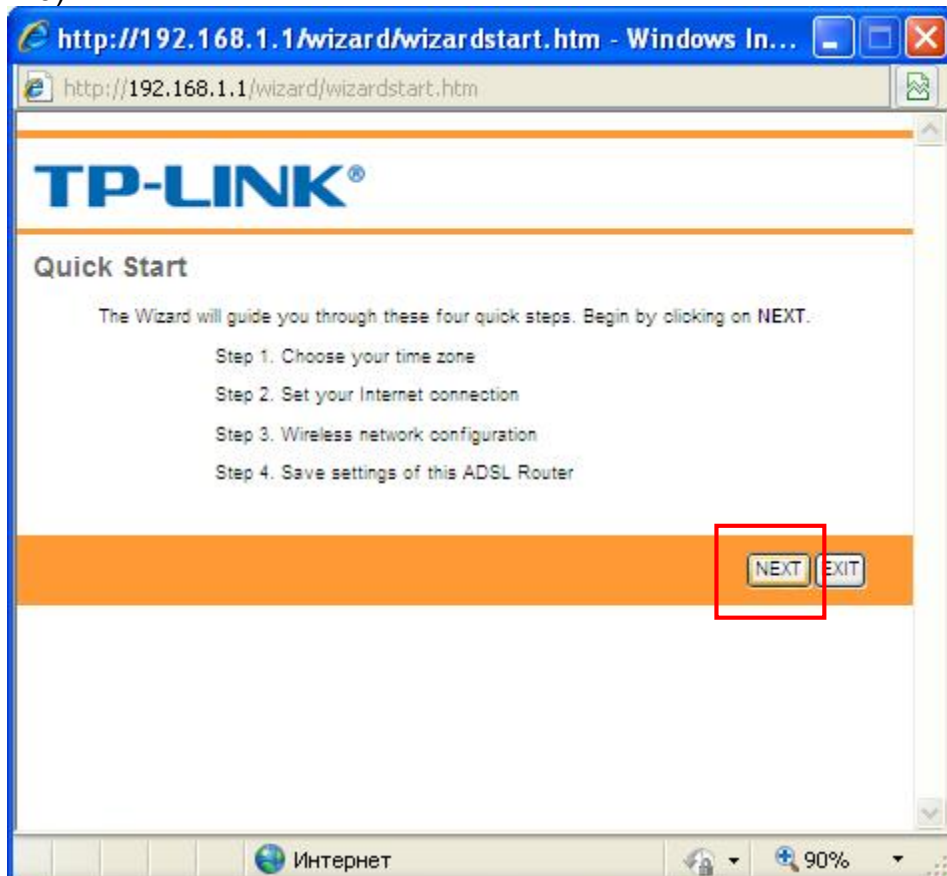 http://192.168.1.1/wizard/wizardstart.htm - Windows In...
http://192.168.1.1/wizard/wizardstart.htm
TP-LINK®
Quick Start
The Wizard will guide you through these four quick steps. Begin by clicking on NEXT.
Step 1. Choose your time zone
Step 2. Set your Internet connection
Step 3. Wireless network configuration
Step 4. Save settings of this ADSL Router
NEXT EXIT
Интернет 90%